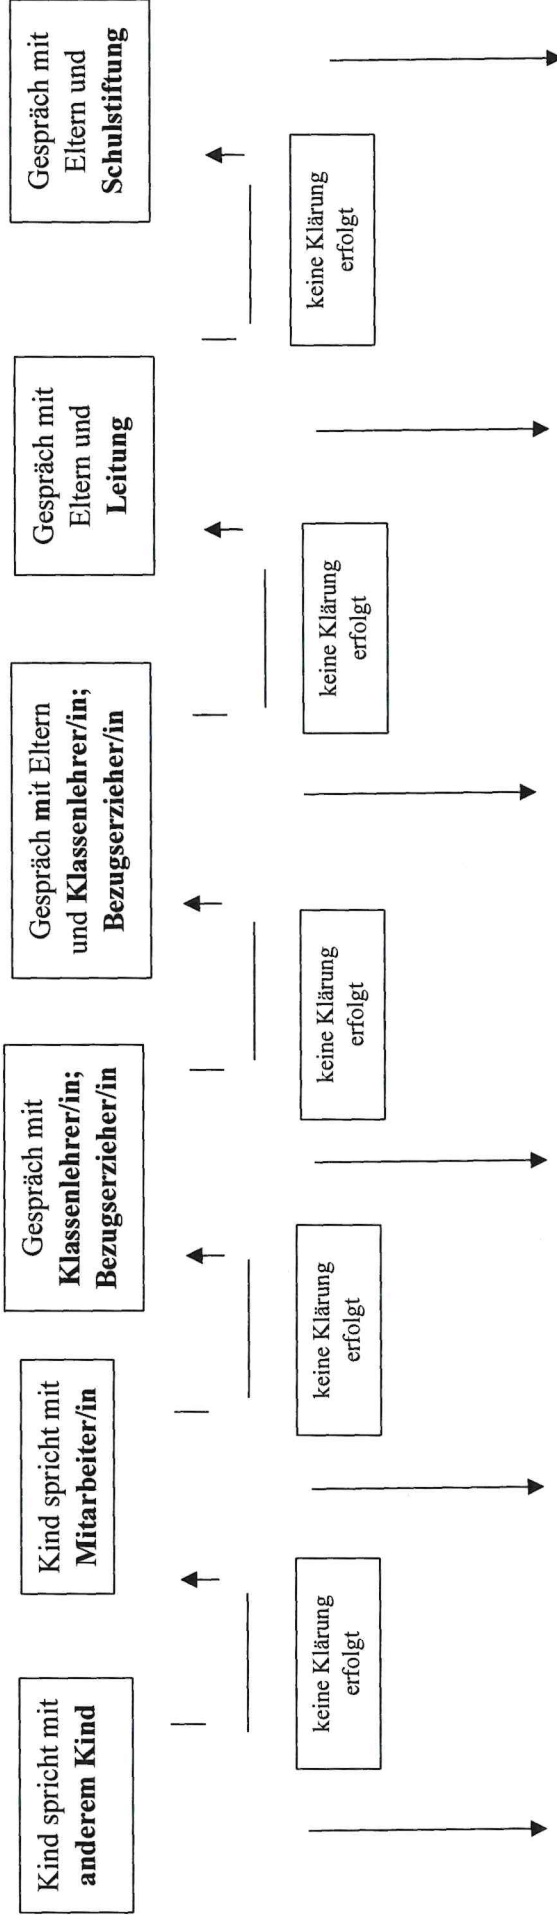 Kind spricht mit
anderem Kind
Kind spricht mit
Mitarbeiter/in
Gespräch mit
Klassenlehrer/in;
Bezugserzieher/in
Gespräch mit Eltern
und Klassenlehrer/in;
Bezugserzieher/in
Gespräch mit
Eltern und
Leitung
Gespräch mit
Eltern und
Schulstiftung
keine Klärung
erfolgt
keine Klärung
erfolgt
keine Klärung
erfolgt
keine Klärung
erfolgt
keine Klärung
erfolgt